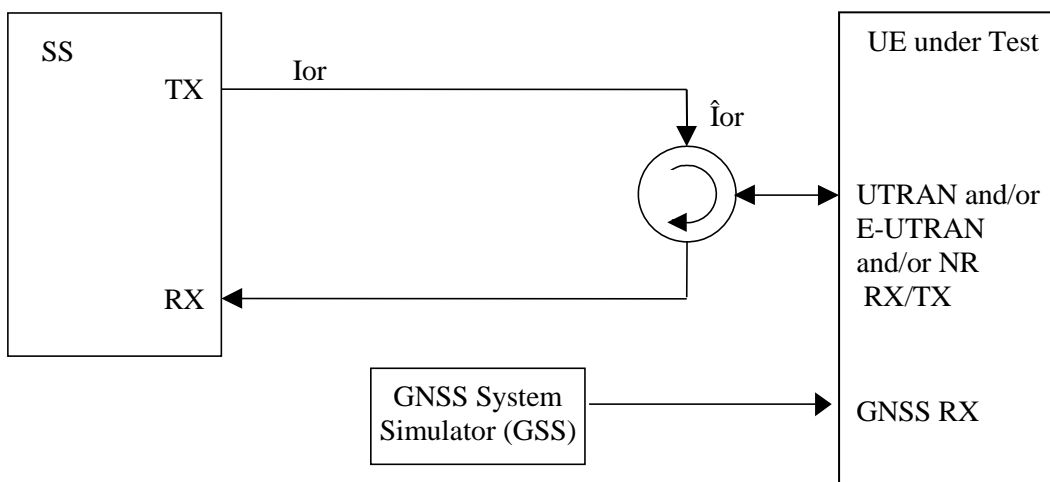 SS
TX
Ior
Îor
RX
UE under Test
UTRAN and/or
E-UTRAN
and/or NR
RX/TX
GNSS System
Simulator (GSS)
GNSS RX